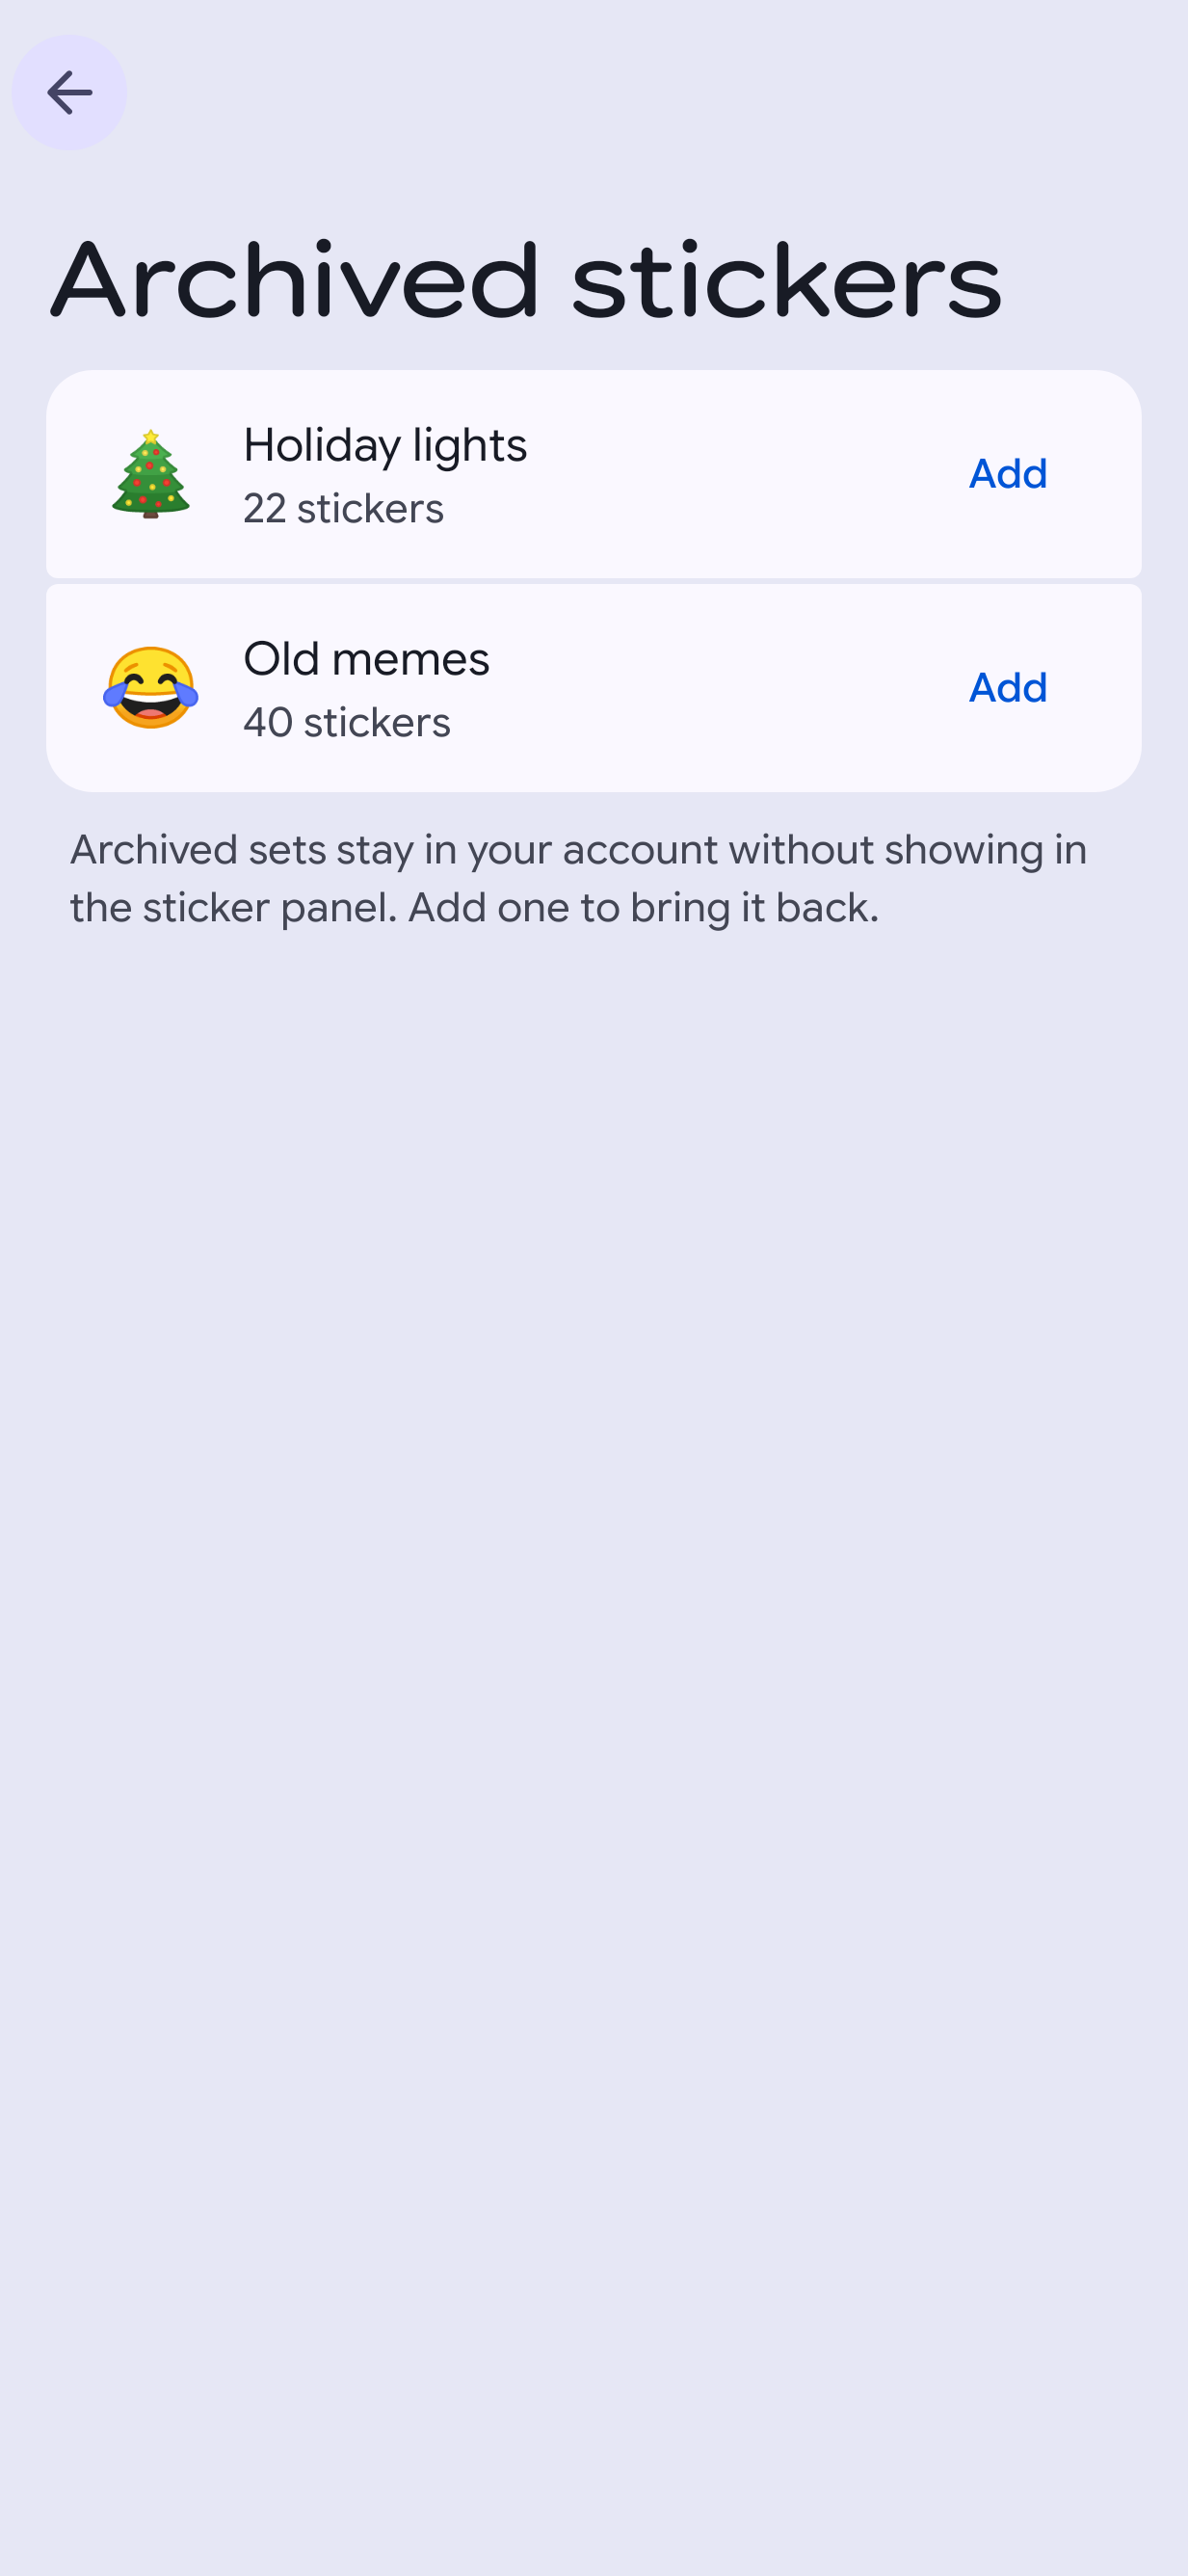 Archived stickers
Holiday lights
22 stickers
Add
Old memes
40 stickers
Add
Archived sets stay in your account without showing in
the sticker panel. Add one to bring it back.